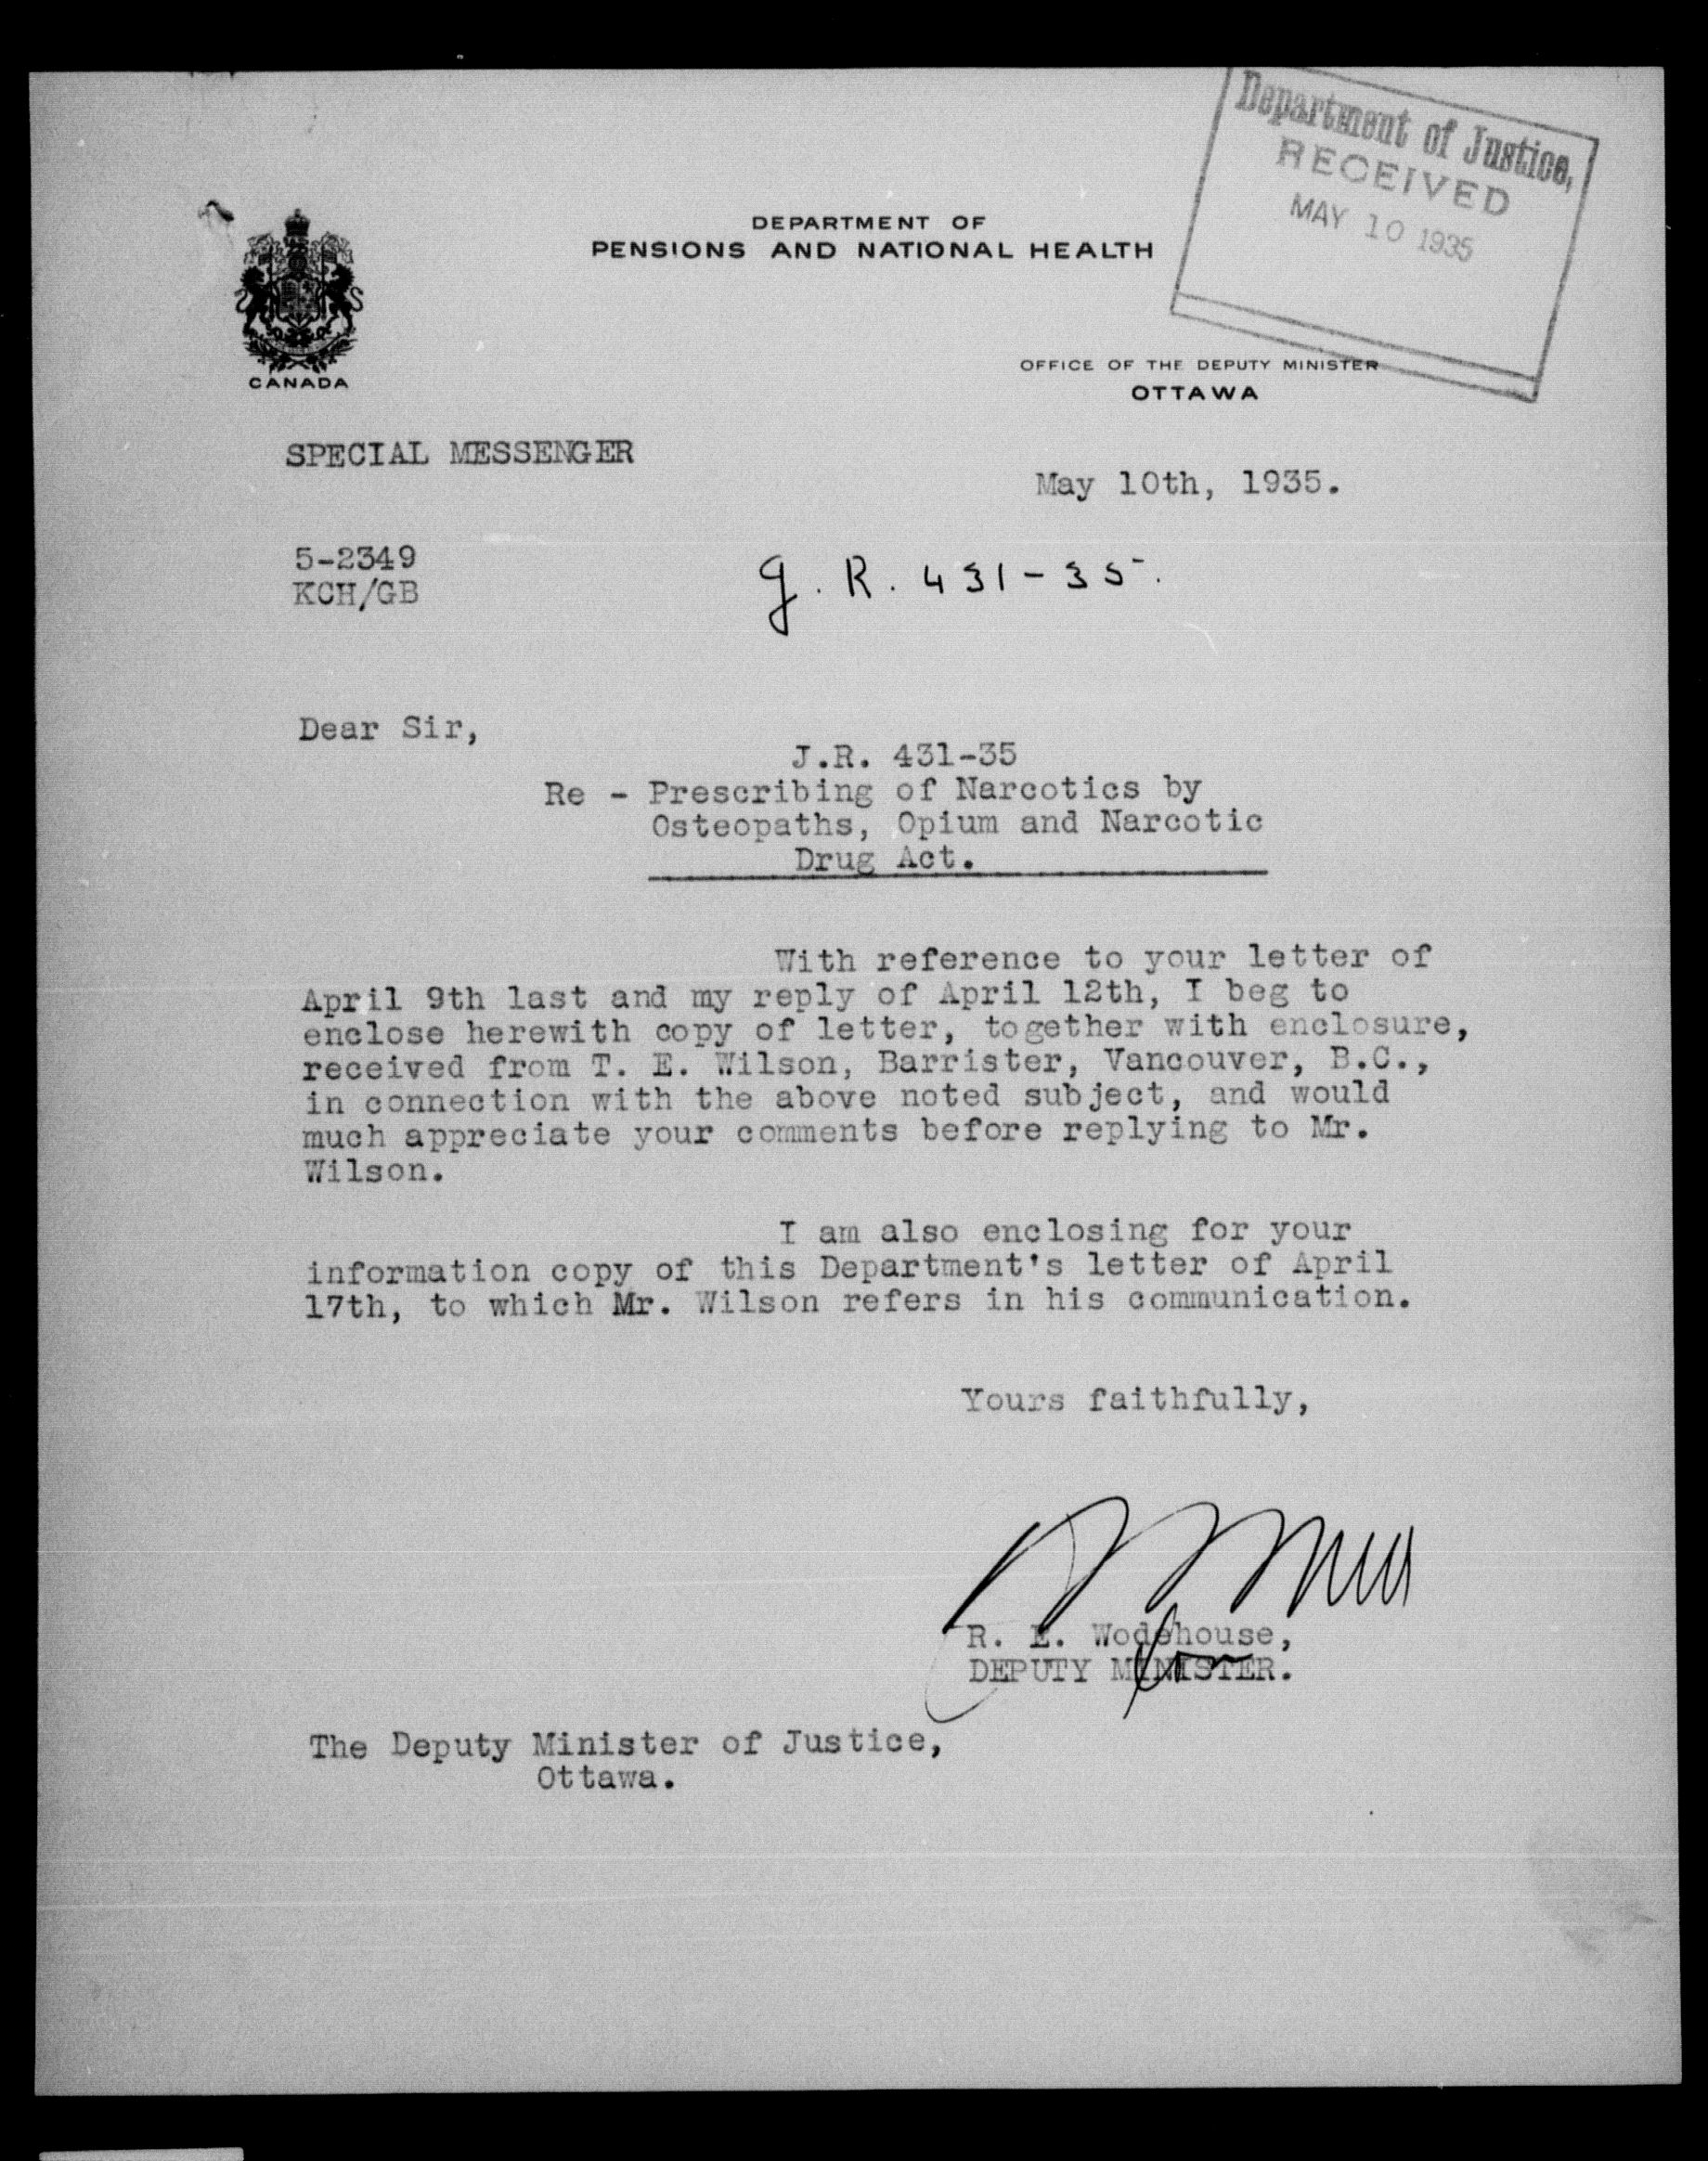 Department of Justice,
RECEIVED
MAY 10 1935
DEPARTMENT OF
PENSIONS AND NATIONAL HEALTH
CANADA
OFFICE OF THE DEPUTY MINISTER
OTTAWA
SPECIAL MESSENGER
May 10th, 1935.
5-2349
KCH/GB
J. R. 431-35.
Dear Sir,
J.R. 431-35
Re - Prescribing of Narcotics by
Osteopaths, Opium and Narcotic
Drug Act.
With reference to your letter of
April 9th last and my reply of April 12th, I beg to
enclose herewith copy of letter, together with enclosure,
received from T. E. Wilson, Barrister, Vancouver, B.C.,
in connection with the above noted subject, and would
much appreciate your comments before replying to Mr.
Wilson.
I am also enclosing for your
information copy of this Department's letter of April
17th, to which Mr. Wilson refers in his communication.
Yours faithfully,
R. E. Wodehouse,
DEPUTY MINISTER.
The Deputy Minister of Justice,
Ottawa.